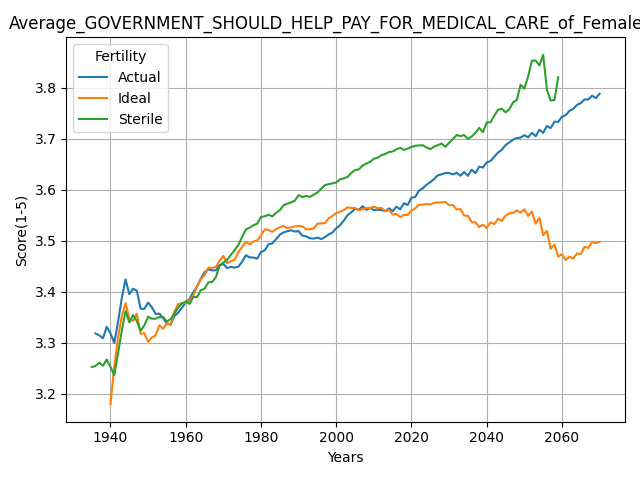 Average_GOVERNMENT_SHOULD_HELP_PAY_FOR_MEDICAL_CARE_of_Female
Fertility
Actual
Ideal
Sterile
Score(1-5)
3.8
3.7
3.6
3.5
3.4
3.3
3.2
1940 1960 1980 2000 2020 2040 2060
Years